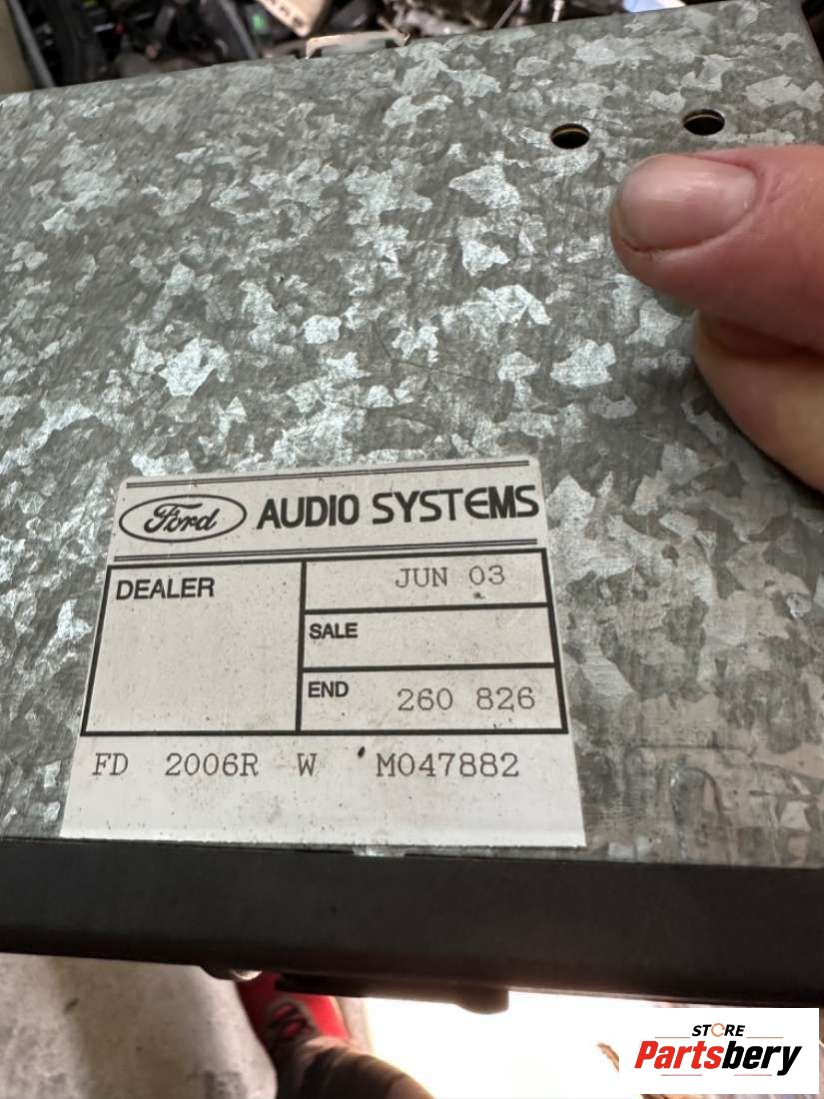 Ford AUDIO SYSTEMS
DEALER
JUN 03
SALE
END 260 826
FD 2006R W M047882
STORE
Partsbery